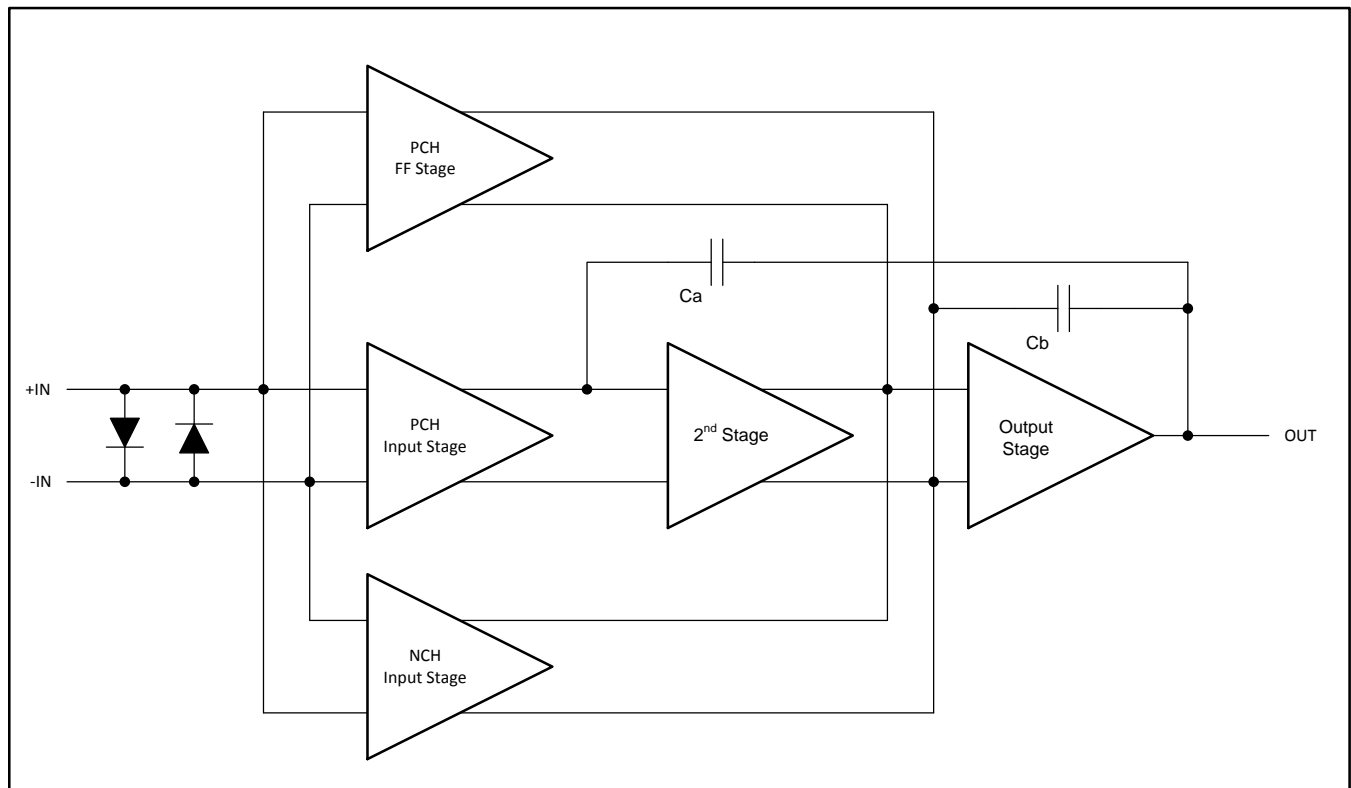 PCH
FF Stage
Ca
Cb
+IN
-IN
PCH
Input Stage
2nd Stage
Output
Stage
OUT
NCH
Input Stage